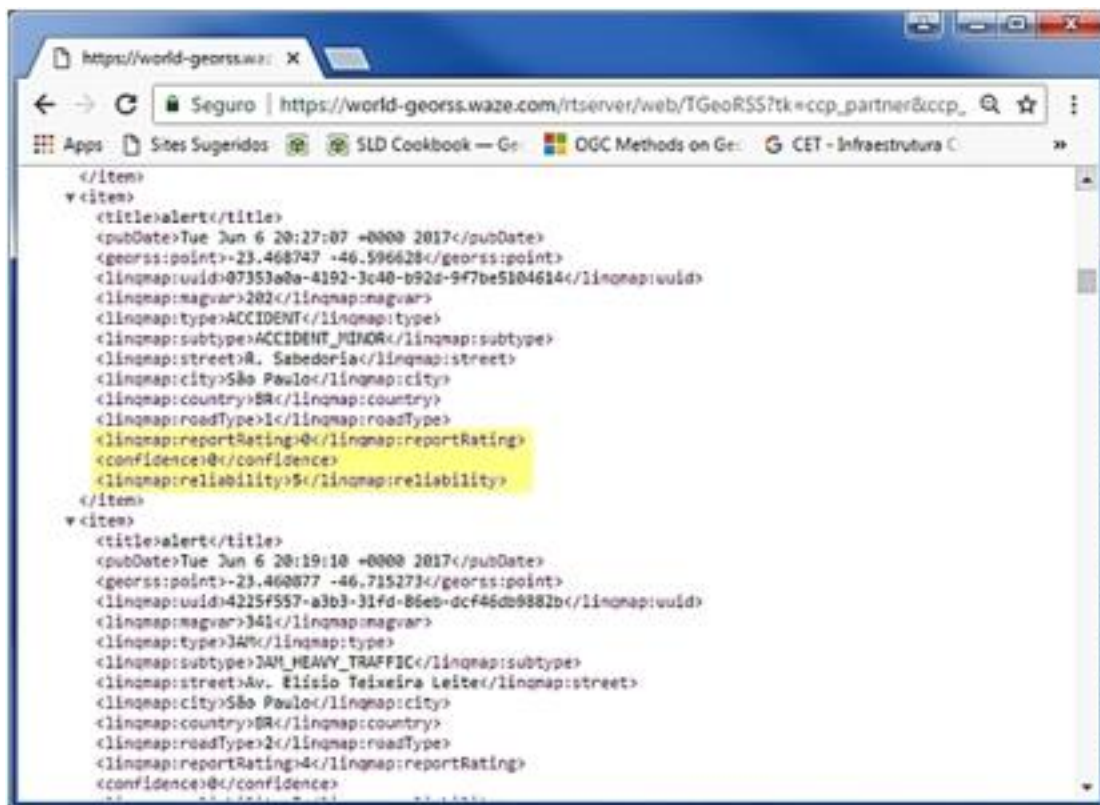 https://world-georss.waz
Seguro | https://world-georss.waze.com/rtserver/web/TGeoRSS?tk=ccp_partner&ccp_
Apps Sites Sugeridos SLD Cookbook — Ge OGC Methods on Geo CET - Infraestrutura C »
</item>
▼<item>
<title>alert</title>
<pubDate>Tue Jun 6 20:27:07 +0000 2017</pubDate>
<georss:point>-23.468747 -46.596628</georss:point>
<linqmap:uuid>07353a0a-4192-3c40-b92d-9f7be5104614</linqmap:uuid>
<linqmap:magvar>202</linqmap:magvar>
<linqmap:type>ACCIDENT</linqmap:type>
<linqmap:subtype>ACCIDENT_MINOR</linqmap:subtype>
<linqmap:street>R. Sabedoria</linqmap:street>
<linqmap:city>São Paulo</linqmap:city>
<linqmap:country>BR</linqmap:country>
<linqmap:roadType>1</linqmap:roadType>
<linqmap:reportRating>0</linqmap:reportRating>
<confidence>0</confidence>
<linqmap:reliability>5</linqmap:reliability>
</item>
▼<item>
<title>alert</title>
<pubDate>Tue Jun 6 20:19:10 +0000 2017</pubDate>
<georss:point>-23.460877 -46.715273</georss:point>
<linqmap:uuid>4225f557-a3b3-31fd-86eb-dcf46db9882b</linqmap:uuid>
<linqmap:magvar>341</linqmap:magvar>
<linqmap:type>JAM</linqmap:type>
<linqmap:subtype>JAM_HEAVY_TRAFFIC</linqmap:subtype>
<linqmap:street>Av. Elísio Teixeira Leite</linqmap:street>
<linqmap:city>São Paulo</linqmap:city>
<linqmap:country>BR</linqmap:country>
<linqmap:roadType>2</linqmap:roadType>
<linqmap:reportRating>4</linqmap:reportRating>
<confidence>0</confidence>